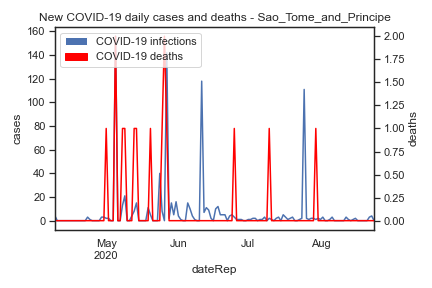 New COVID-19 daily cases and deaths - Sao_Tome_and_Principe
COVID-19 infections
COVID-19 deaths
160
140
120
100
80
60
40
20
0
cases
2.00
1.75
1.50
1.25
1.00
0.75
0.50
0.25
0.00
deaths
May Jun Jul Aug
2020
dateRep